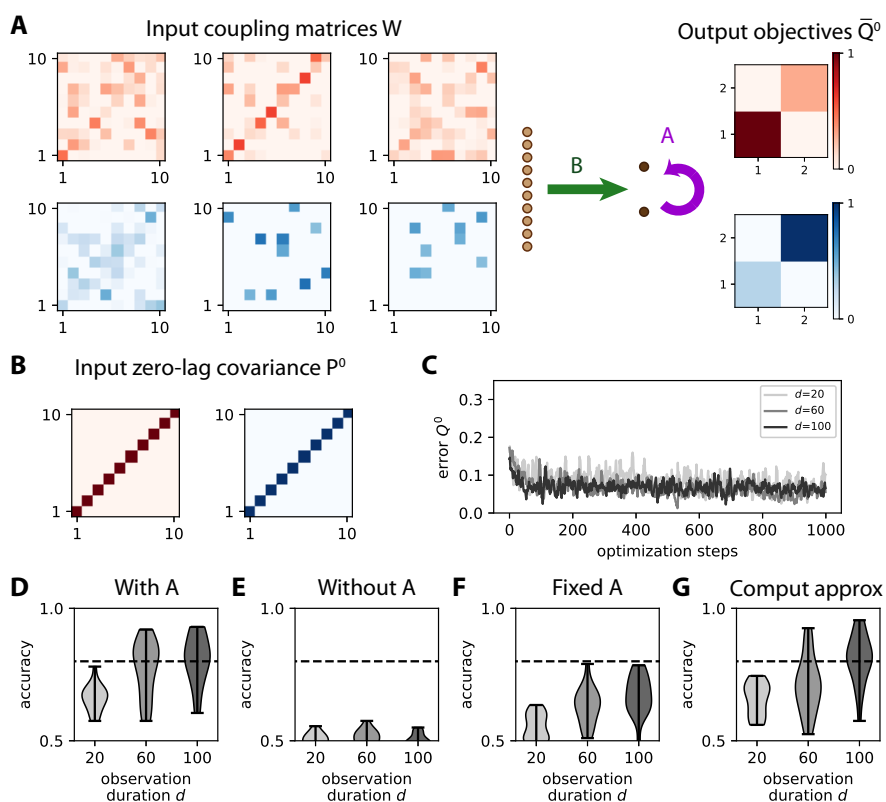 A
Input coupling matrices W
Output objectives Q̅⁰
10
1
1
10
10
1
1
10
10
1
1
10
10
1
1
10
10
1
1
10
10
1
1
10
B
A
2
1
1
2
1
0
2
1
1
2
1
0
B
Input zero-lag covariance P⁰
10
1
1
10
10
1
1
10
C
error Q⁰
0.3
0.2
0.1
0.0
0
200
400
600
800
1000
optimization steps
d=20
d=60
d=100
D
With A
accuracy
1.0
0.5
20
60
100
observation
duration d
E
Without A
accuracy
1.0
0.5
20
60
100
observation
duration d
F
Fixed A
accuracy
1.0
0.5
20
60
100
observation
duration d
G
Comput approx
accuracy
1.0
0.5
20
60
100
observation
duration d